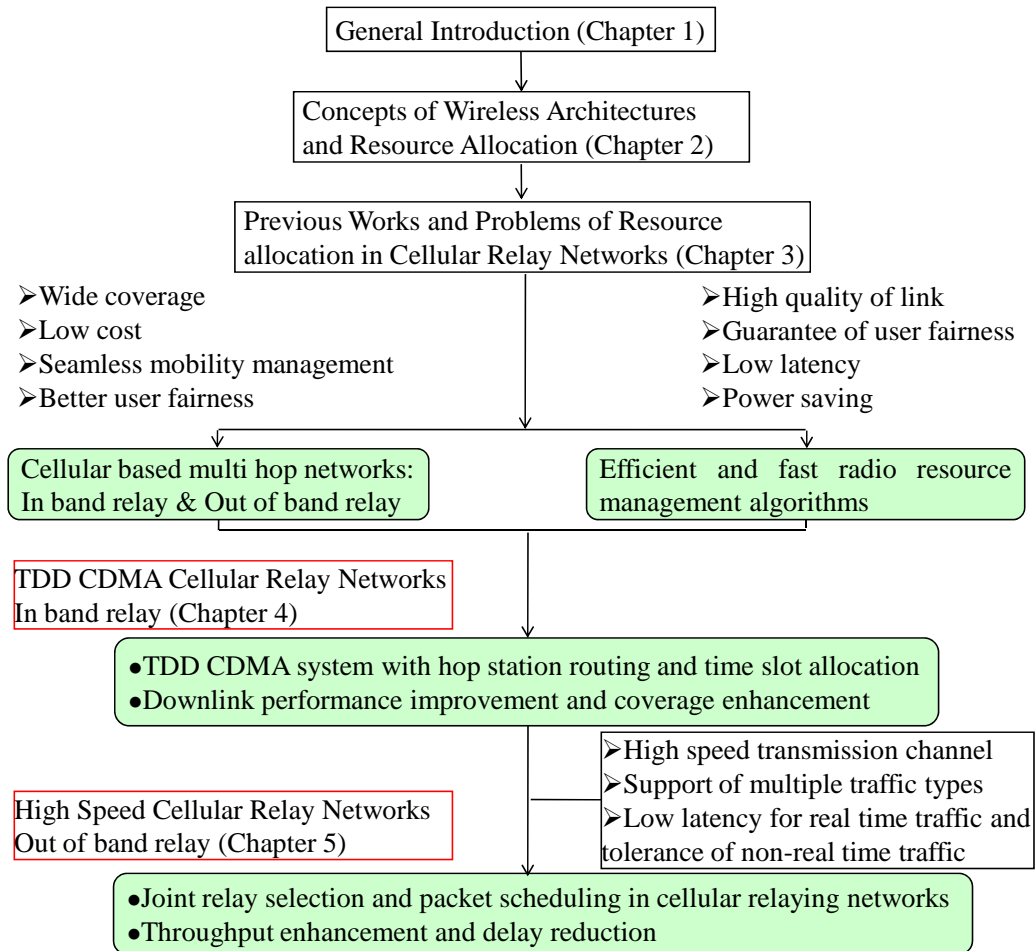 General Introduction (Chapter 1)
Concepts of Wireless Architectures
and Resource Allocation (Chapter 2)
Previous Works and Problems of Resource
allocation in Cellular Relay Networks (Chapter 3)
➢Wide coverage
➢Low cost
➢Seamless mobility management
➢Better user fairness
➢High quality of link
➢Guarantee of user fairness
➢Low latency
➢Power saving
Cellular based multi hop networks:
In band relay & Out of band relay
Efficient and fast radio resource
management algorithms
TDD CDMA Cellular Relay Networks
In band relay (Chapter 4)
●TDD CDMA system with hop station routing and time slot allocation
●Downlink performance improvement and coverage enhancement
➢High speed transmission channel
➢Support of multiple traffic types
➢Low latency for real time traffic and
tolerance of non-real time traffic
High Speed Cellular Relay Networks
Out of band relay (Chapter 5)
●Joint relay selection and packet scheduling in cellular relaying networks
●Throughput enhancement and delay reduction